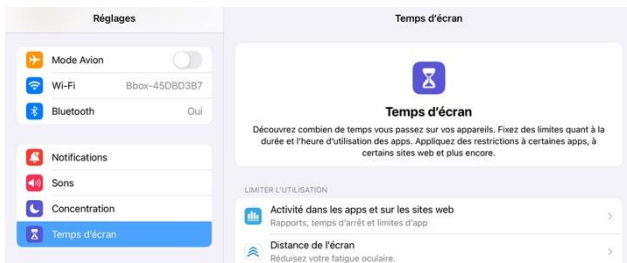 Réglages
Mode Avion
Wi-Fi Bbox-45DBD3B7
Bluetooth Oui
Notifications
Sons
Concentration
Temps d'écran
Temps d'écran
Temps d'écran
Découvrez combien de temps vous passez sur vos appareils. Fixez des limites quant à la
durée et l'heure d'utilisation des apps. Appliquez des restrictions à certaines apps, à
certains sites web et plus encore.
LIMITER L'UTILISATION
Activité dans les apps et sur les sites web
Rapports, temps d'arrêt et limites d'app
Distance de l'écran
Réduisez votre fatigue oculaire.